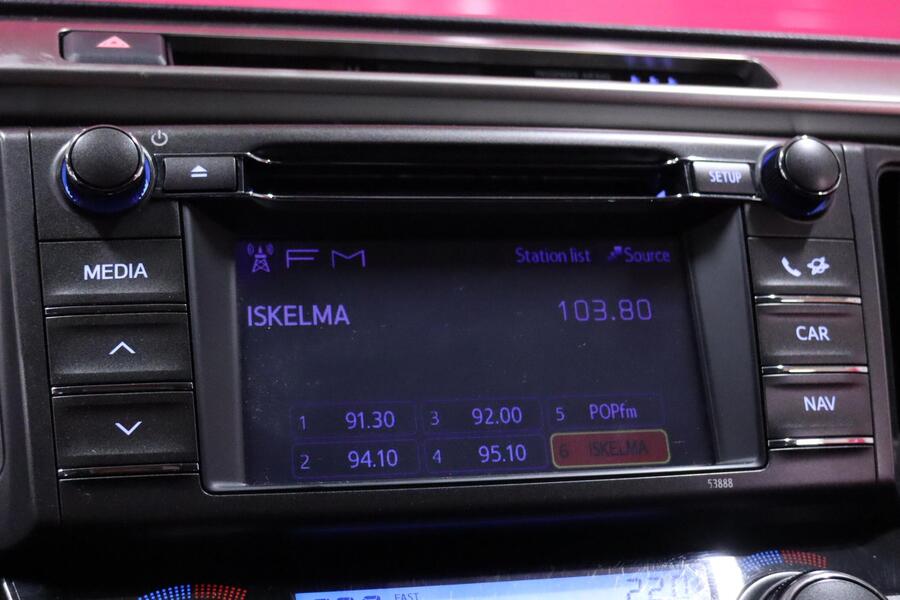 SETUP
MEDIA
FM Station list Source
ISKELMA 103.80
CAR
NAV
1 91.30 3 92.00 5 POPfm
2 94.10 4 95.10 6 ISKELMA
53888
FAST